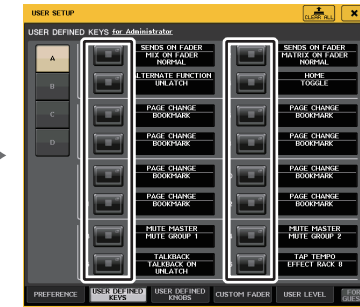 USER SETUP
CLEAR ALL
USER DEFINED KEYS for Administrator
A
B
C
D
SENDS ON FADER
MIX ON FADER
NORMAL
SENDS ON FADER
MATRIX ON FADER
NORMAL
LTERNATE FUNCTION
UNLATCH
HOME
TOGGLE
PAGE CHANGE
BOOKMARK
PAGE CHANGE
BOOKMARK
PAGE CHANGE
BOOKMARK
PAGE CHANGE
BOOKMARK
PAGE CHANGE
BOOKMARK
PAGE CHANGE
BOOKMARK
PAGE CHANGE
BOOKMARK
PAGE CHANGE
BOOKMARK
MUTE MASTER
MUTE GROUP 1
MUTE MASTER
MUTE GROUP 2
TALKBACK
TALKBACK ON
UNLATCH
TAP TEMPO
EFFECT RACK 8
PREFERENCE
USER DEFINED
KEYS
USER DEFINED
KNOBS
CUSTOM FADER
USER LEVEL